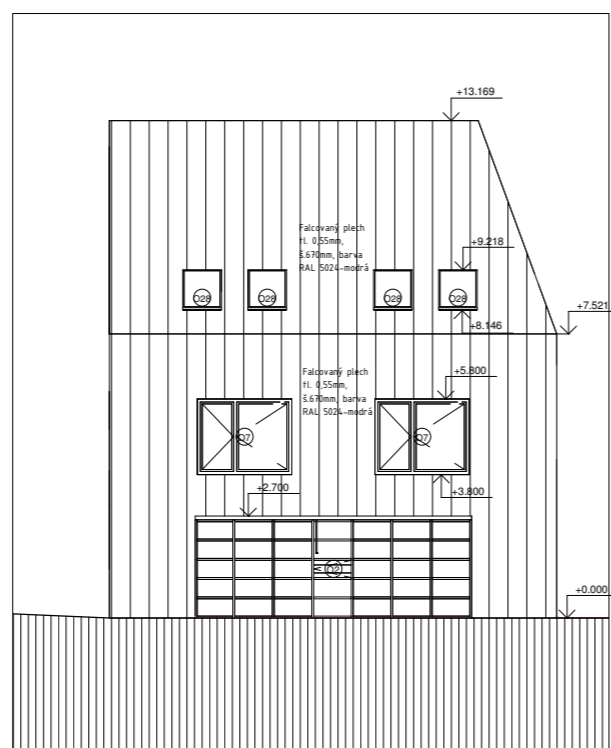 +13.169
Falcovaný plech
tl. 0,55mm,
š.670mm, barva
RAL 5024-modrá
+9.218
O28
O28
O28
O28
+7.521
+8.146
Falcovaný plech
tl. 0,55mm,
š.670mm, barva
RAL 5024-modrá
+5.800
O7
O7
+2.700
+3.800
O2
+0.000